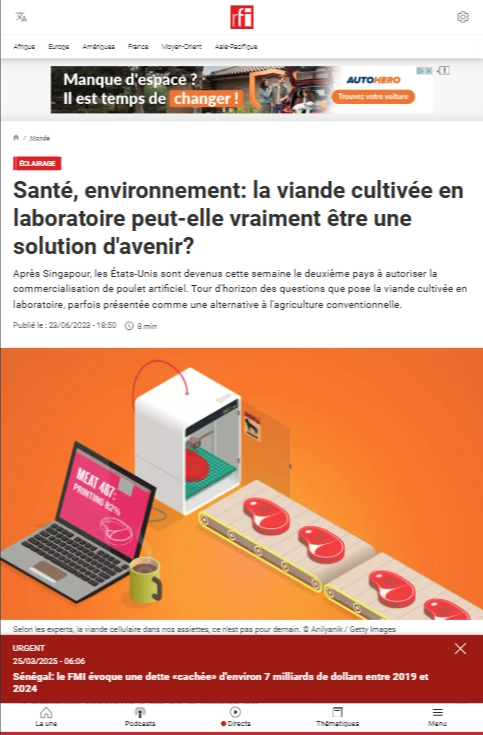 rfi
Afrique Europe Amériques France Moyen-Orient Asie-Pacifique
Manque d'espace ?
Il est temps de changer !
AUTOHERO
Trouvez votre voiture
/ Monde
ÉCLAIRAGE
Santé, environnement: la viande cultivée en
laboratoire peut-elle vraiment être une
solution d'avenir?
Après Singapour, les États-Unis sont devenus cette semaine le deuxième pays à autoriser la
commercialisation de poulet artificiel. Tour d'horizon des questions que pose la viande cultivée en
laboratoire, parfois présentée comme une alternative à l'agriculture conventionnelle.
Publié le : 23/06/2023 - 18:50 8 min
MEAT 487:
PRINTING 82%
Selon les experts, la viande cellulaire dans nos assiettes, ce n'est pas pour demain. © Anilyanik / Getty Images
URGENT
25/03/2025 - 06:06
Sénégal: le FMI évoque une dette «cachée» d'environ 7 milliards de dollars entre 2019 et
2024
La une Podcasts Directs Thématiques Menu